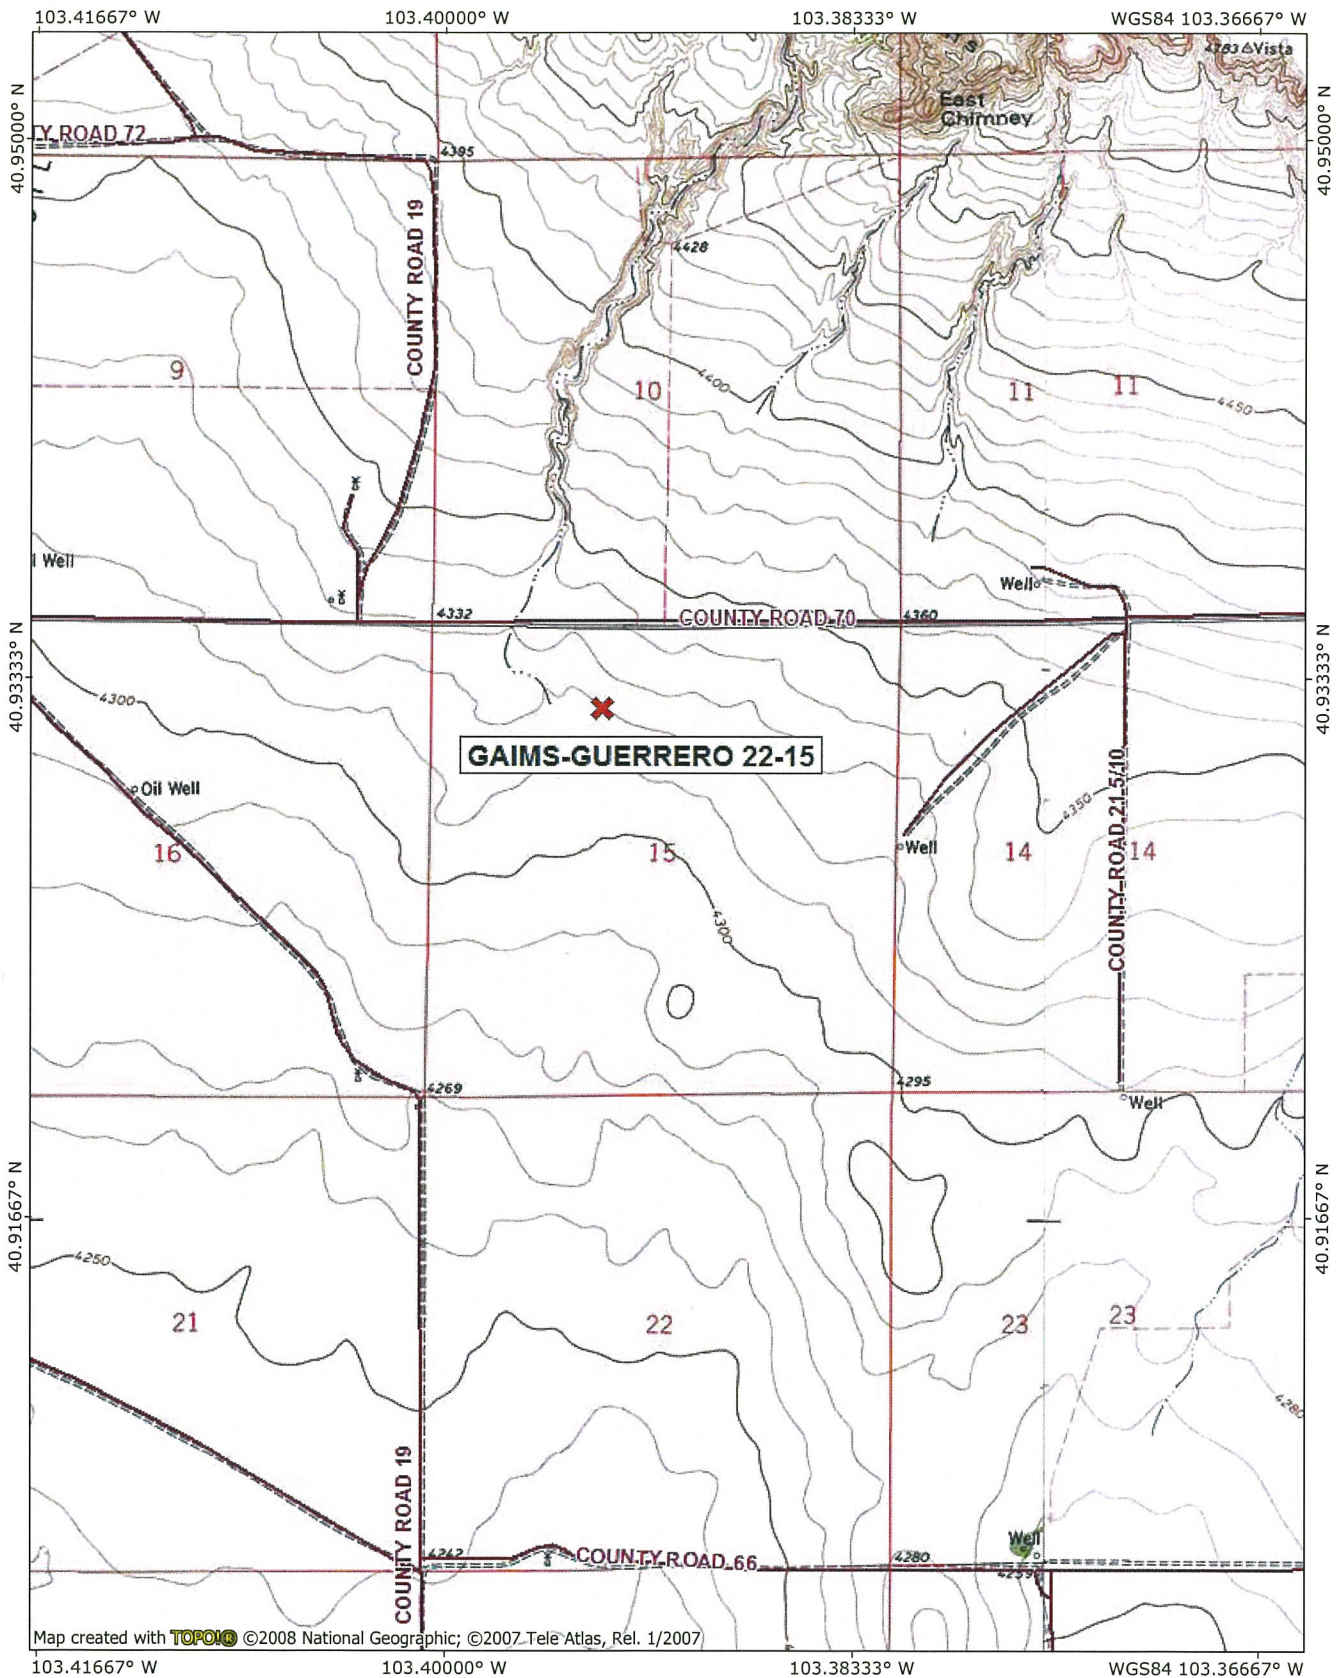 103.41667° W 103.40000° W 103.38333° W WGS84 103.36667° W
4783 Vista
40.95000° N
40.95000° N
East
Chimney
TY ROAD 72
4395
COUNTY ROAD 19
4428
9
10
4400
11
11
4450
l Well
Well
4332
COUNTY ROAD 70
4360
40.93333° N
40.93333° N
4300
GAIMS-GUERRERO 22-15
Oil Well
COUNTY ROAD 21.5/10
4350
16
15
Well
14
14
4300
4269
4295
Well
40.91667° N
40.91667° N
4250
21
22
23
23
4280
COUNTY ROAD 19
Well
4242
COUNTY ROAD 66
4280
4259
Map created with TOPO!® ©2008 National Geographic; ©2007 Tele Atlas, Rel. 1/2007
103.41667° W 103.40000° W 103.38333° W WGS84 103.36667° W